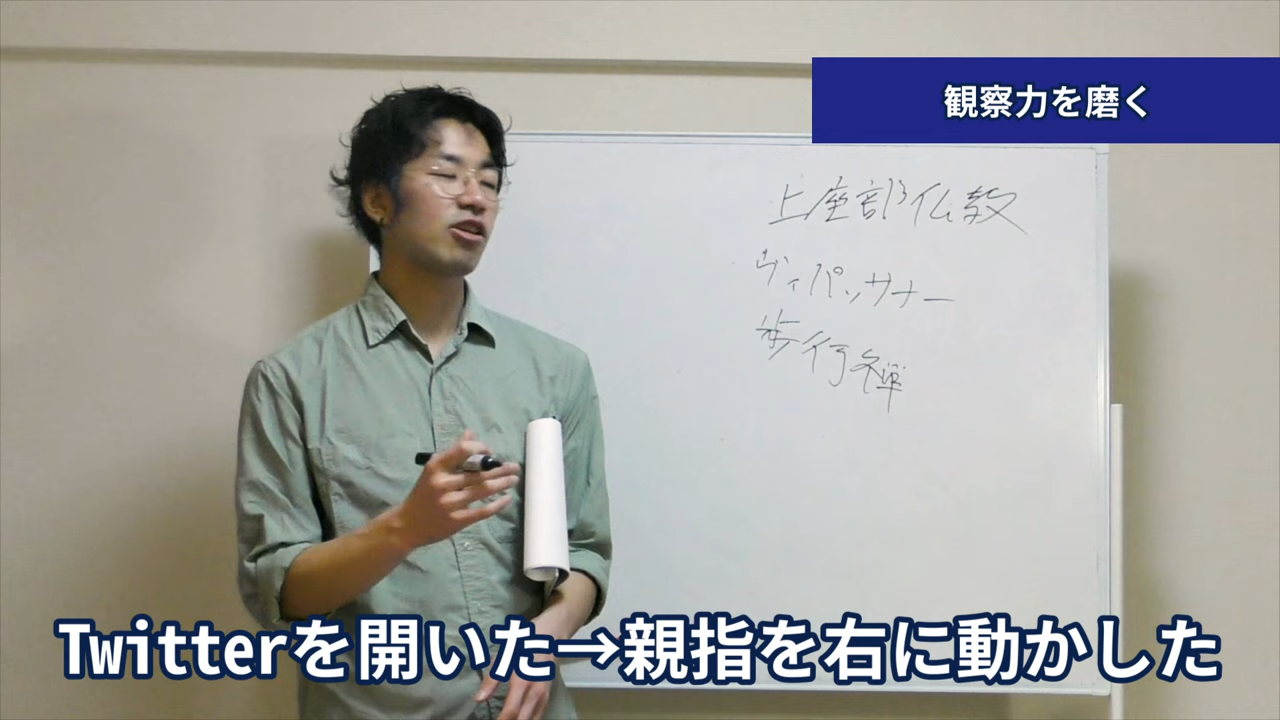 観察力を磨く
上座部仏教
ヴィパッサナー
歩行禅
Twitterを開いた→親指を右に動かした